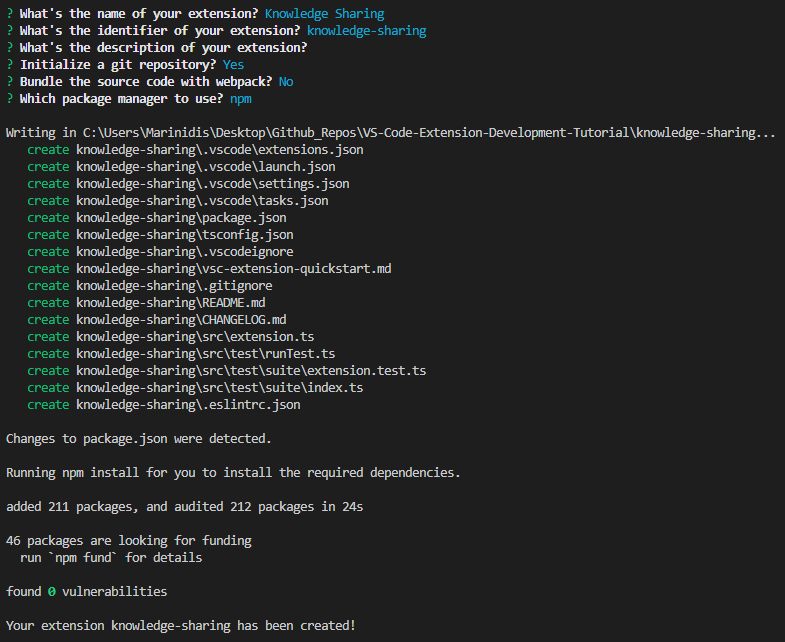 ? What's the name of your extension? Knowledge Sharing
? What's the identifier of your extension? knowledge-sharing
? What's the description of your extension?
? Initialize a git repository? Yes
? Bundle the source code with webpack? No
? Which package manager to use? npm
Writing in C:\Users\Marinidis\Desktop\Github_Repos\VS-Code-Extension-Development-Tutorial\knowledge-sharing...
create knowledge-sharing\.vscode\extensions.json
create knowledge-sharing\.vscode\launch.json
create knowledge-sharing\.vscode\settings.json
create knowledge-sharing\.vscode\tasks.json
create knowledge-sharing\package.json
create knowledge-sharing\tsconfig.json
create knowledge-sharing\.vscodeignore
create knowledge-sharing\vsc-extension-quickstart.md
create knowledge-sharing\.gitignore
create knowledge-sharing\README.md
create knowledge-sharing\CHANGELOG.md
create knowledge-sharing\src\extension.ts
create knowledge-sharing\src\test\runTest.ts
create knowledge-sharing\src\test\suite\extension.test.ts
create knowledge-sharing\src\test\suite\index.ts
create knowledge-sharing\.eslintrc.json
Changes to package.json were detected.
Running npm install for you to install the required dependencies.
added 211 packages, and audited 212 packages in 24s
46 packages are looking for funding
run `npm fund` for details
found 0 vulnerabilities
Your extension knowledge-sharing has been created!